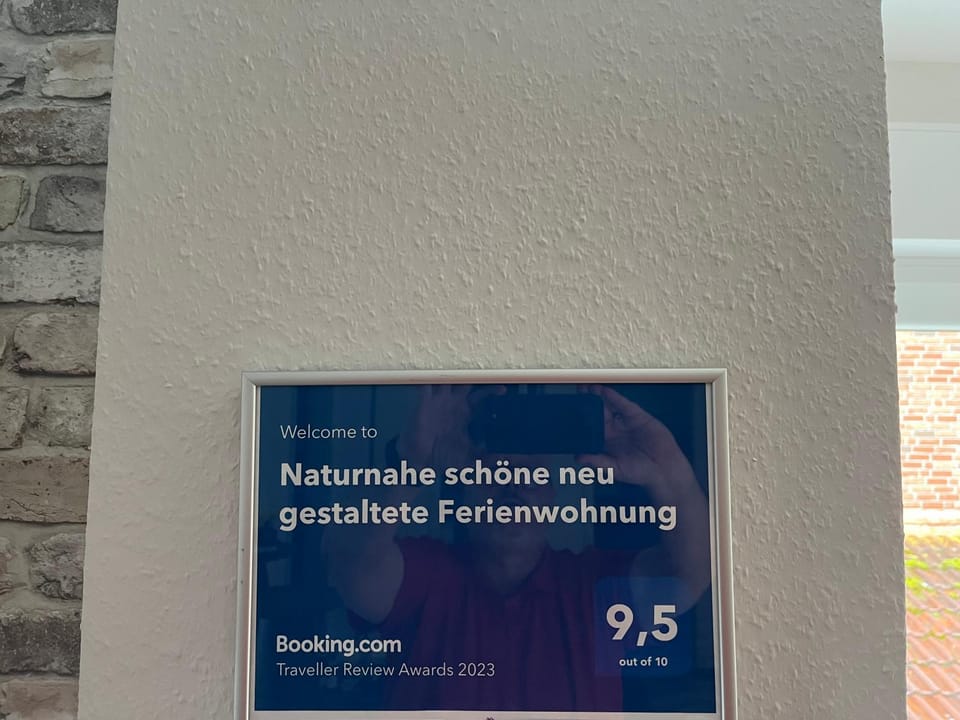 Welcome to
Naturnahe schöne neu
gestaltete Ferienwohnung
9,5
out of 10
Booking.com
Traveller Review Awards 2023